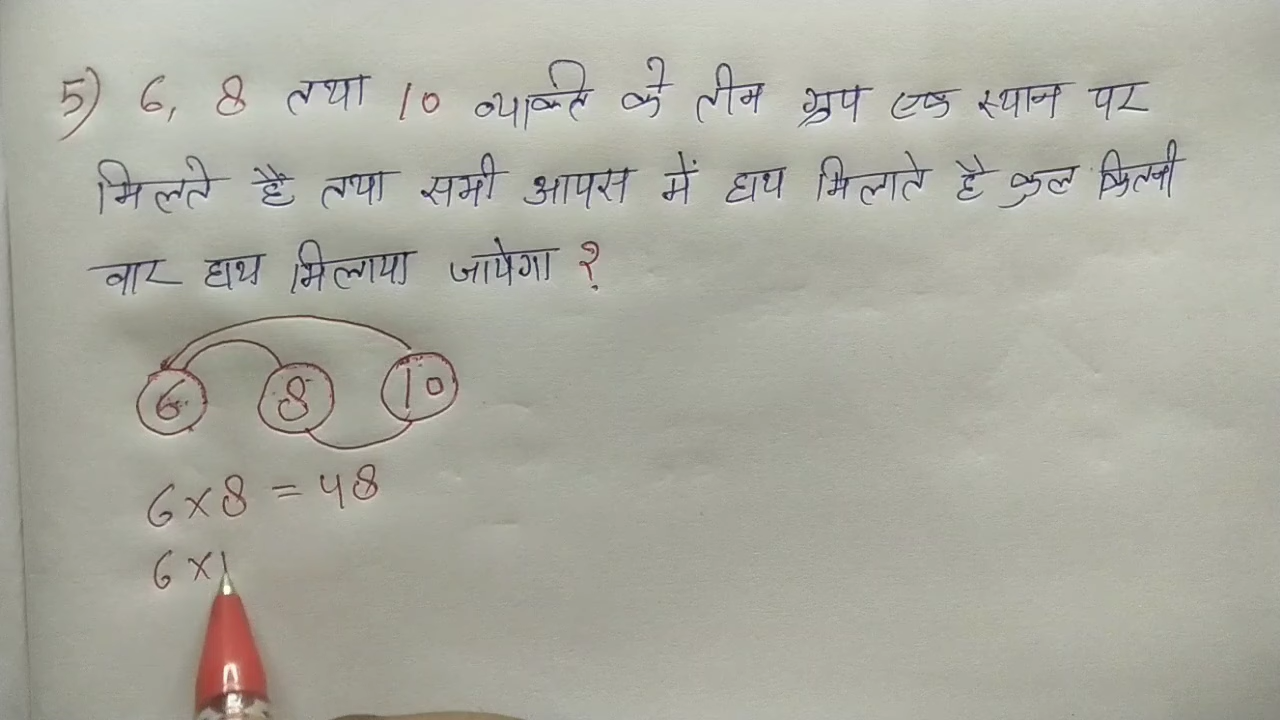 5) 6, 8 तथा 10 व्यक्ति के तीन ग्रुप एक स्थान पर
मिलते है तथा सभी आपस में हाथ मिलाते है कुल कितनी
बार हाथ मिलाया जायेगा ?
6 8 10
6 × 8 = 48
6 × 1